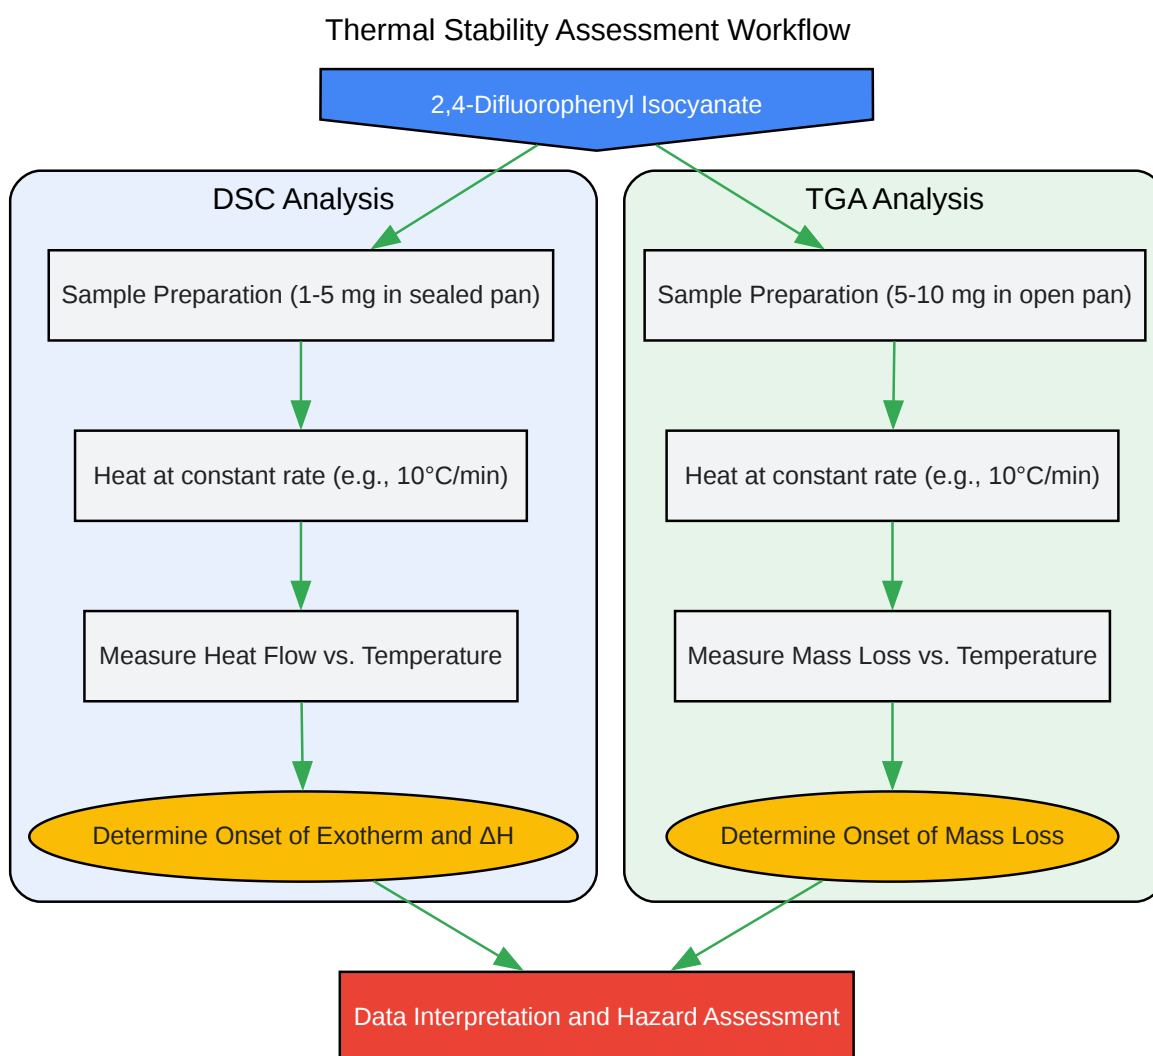 Thermal Stability Assessment Workflow
2,4-Difluorophenyl Isocyanate
DSC Analysis
Sample Preparation (1-5 mg in sealed pan)
Heat at constant rate (e.g., 10°C/min)
Measure Heat Flow vs. Temperature
Determine Onset of Exotherm and ΔH
TGA Analysis
Sample Preparation (5-10 mg in open pan)
Heat at constant rate (e.g., 10°C/min)
Measure Mass Loss vs. Temperature
Determine Onset of Mass Loss
Data Interpretation and Hazard Assessment